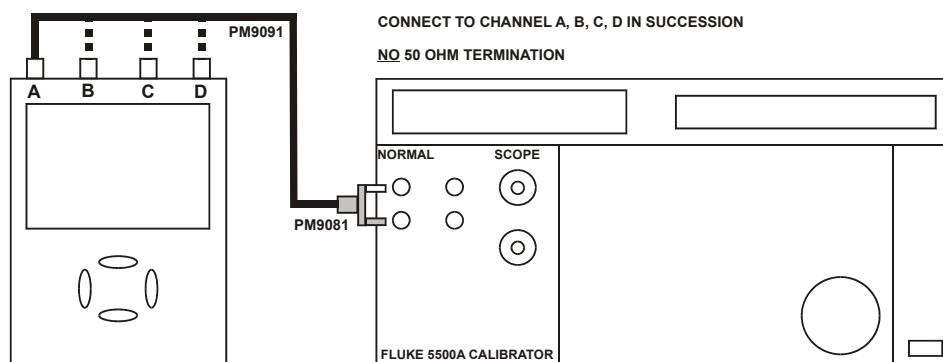 CONNECT TO CHANNEL A, B, C, D IN SUCCESSION
PM9091
NO 50 OHM TERMINATION
A B C D
NORMAL SCOPE
PM9081
FLUKE 5500A CALIBRATOR